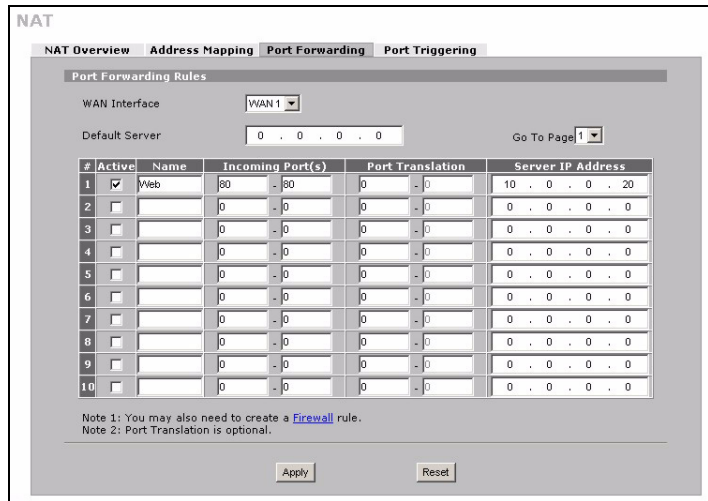 NAT
NAT Overview Address Mapping Port Forwarding Port Triggering
Port Forwarding Rules
WAN Interface WAN 1
Default Server 0 . 0 . 0 . 0 Go To Page 1
# Active Name Incoming Port(s) Port Translation Server IP Address
1 Web 80 - 80 0 - 0 10 . 0 . 0 . 20
2 0 - 0 0 - 0 0 . 0 . 0 . 0
3 0 - 0 0 - 0 0 . 0 . 0 . 0
4 0 - 0 0 - 0 0 . 0 . 0 . 0
5 0 - 0 0 - 0 0 . 0 . 0 . 0
6 0 - 0 0 - 0 0 . 0 . 0 . 0
7 0 - 0 0 - 0 0 . 0 . 0 . 0
8 0 - 0 0 - 0 0 . 0 . 0 . 0
9 0 - 0 0 - 0 0 . 0 . 0 . 0
10 0 - 0 0 - 0 0 . 0 . 0 . 0
Note 1: You may also need to create a Firewall rule.
Note 2: Port Translation is optional.
Apply Reset